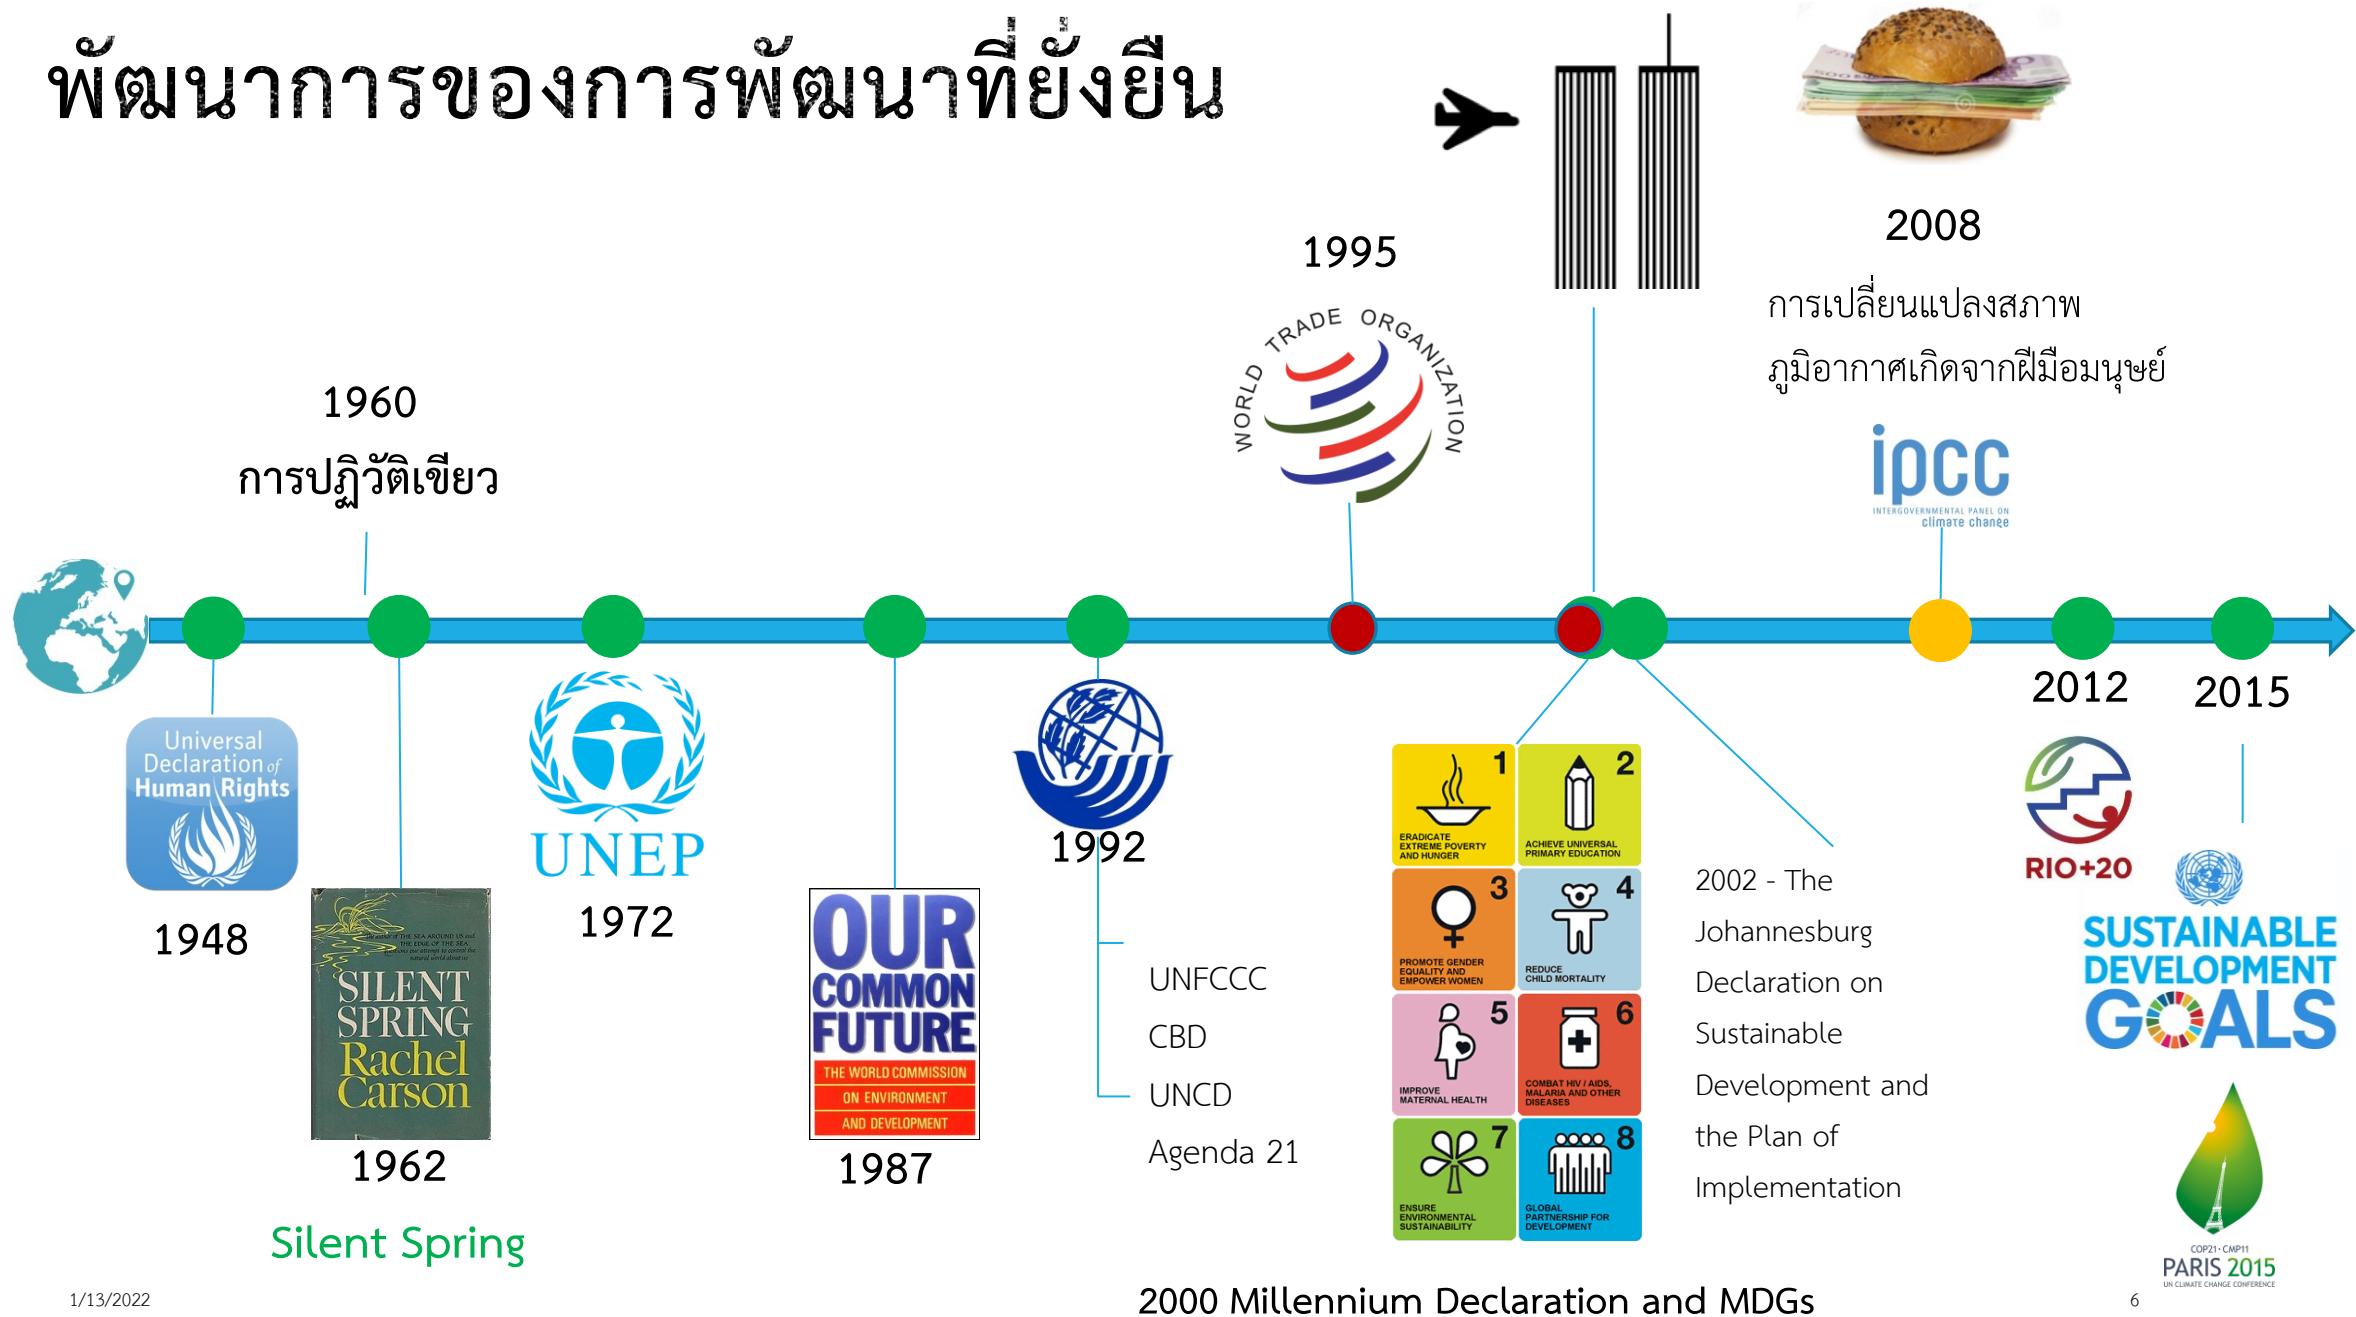 พัฒนาการของการพัฒนาที่ยั่งยืน
1960
การปฏิวัติเขียว
1995
WORLD TRADE ORGANIZATION
2008
การเปลี่ยนแปลงสภาพ
ภูมิอากาศเกิดจากฝีมือมนุษย์
ipcc
INTERGOVERNMENTAL PANEL ON
climate change
Universal
Declaration of
Human Rights
1948
THE SEA AROUND US and
THE EDGE OF THE SEA
SILENT
SPRING
Rachel
Carson
1962
Silent Spring
UNEP
1972
OUR
COMMON
FUTURE
THE WORLD COMMISSION
ON ENVIRONMENT
AND DEVELOPMENT
1987
1992
UNFCCC
CBD
UNCD
Agenda 21
1
ERADICATE
EXTREME POVERTY
AND HUNGER
2
ACHIEVE UNIVERSAL
PRIMARY EDUCATION
3
PROMOTE GENDER
EQUALITY AND
EMPOWER WOMEN
4
REDUCE
CHILD MORTALITY
5
IMPROVE
MATERNAL HEALTH
6
COMBAT HIV / AIDS,
MALARIA AND OTHER
DISEASES
7
ENSURE
ENVIRONMENTAL
SUSTAINABILITY
8
GLOBAL
PARTNERSHIP FOR
DEVELOPMENT
2000 Millennium Declaration and MDGs
2002 - The
Johannesburg
Declaration on
Sustainable
Development and
the Plan of
Implementation
2012
RIO+20
2015
SUSTAINABLE
DEVELOPMENT
GOALS
COP21·CMP11
PARIS 2015
UN CLIMATE CHANGE CONFERENCE
1/13/2022
6